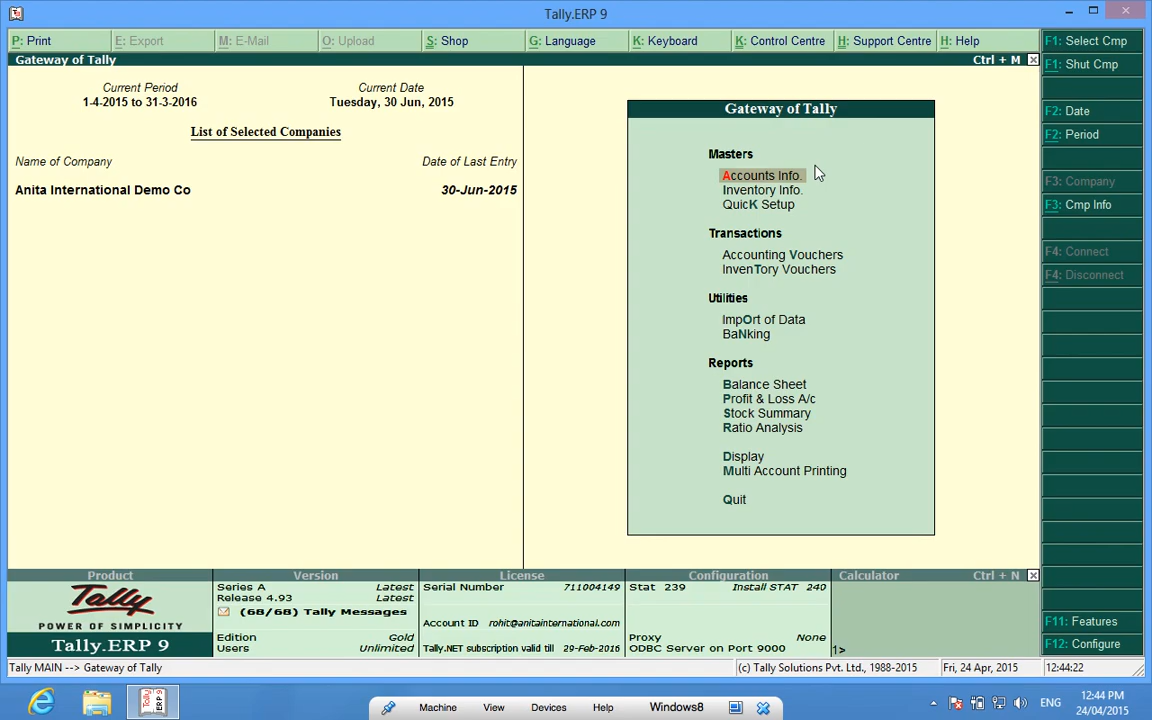 Tally.ERP 9
P: Print E: Export M: E-Mail O: Upload S: Shop G: Language K: Keyboard K: Control Centre H: Support Centre H: Help
F1: Select Cmp
F1: Shut Cmp
F2: Date
F2: Period
F3: Company
F3: Cmp Info
F4: Connect
F4: Disconnect
F11: Features
F12: Configure
Gateway of Tally Ctrl + M
Current Period Current Date
1-4-2015 to 31-3-2016 Tuesday, 30 Jun, 2015
List of Selected Companies
Name of Company Date of Last Entry
Anita International Demo Co 30-Jun-2015
Gateway of Tally
Masters
Accounts Info.
Inventory Info.
QuicK Setup
Transactions
Accounting Vouchers
InvenTory Vouchers
Utilities
ImpOrt of Data
BaNking
Reports
Balance Sheet
Profit & Loss A/c
Stock Summary
Ratio Analysis
Display
Multi Account Printing
Quit
Product Version License Configuration Calculator Ctrl + N
Tally
POWER OF SIMPLICITY
Tally.ERP 9
Series A Latest
Release 4.93 Latest
(68/68) Tally Messages
Edition Gold
Users Unlimited
Serial Number 711004149
Account ID rohit@anitainternational.com
Tally.NET subscription valid till 29-Feb-2016
Stat 239 Install STAT 240
Proxy None
ODBC Server on Port 9000
1>
Tally MAIN --> Gateway of Tally (c) Tally Solutions Pvt. Ltd., 1988-2015 Fri, 24 Apr, 2015 12:44:22
Machine View Devices Help Windows8
ENG
12:44 PM
24/04/2015